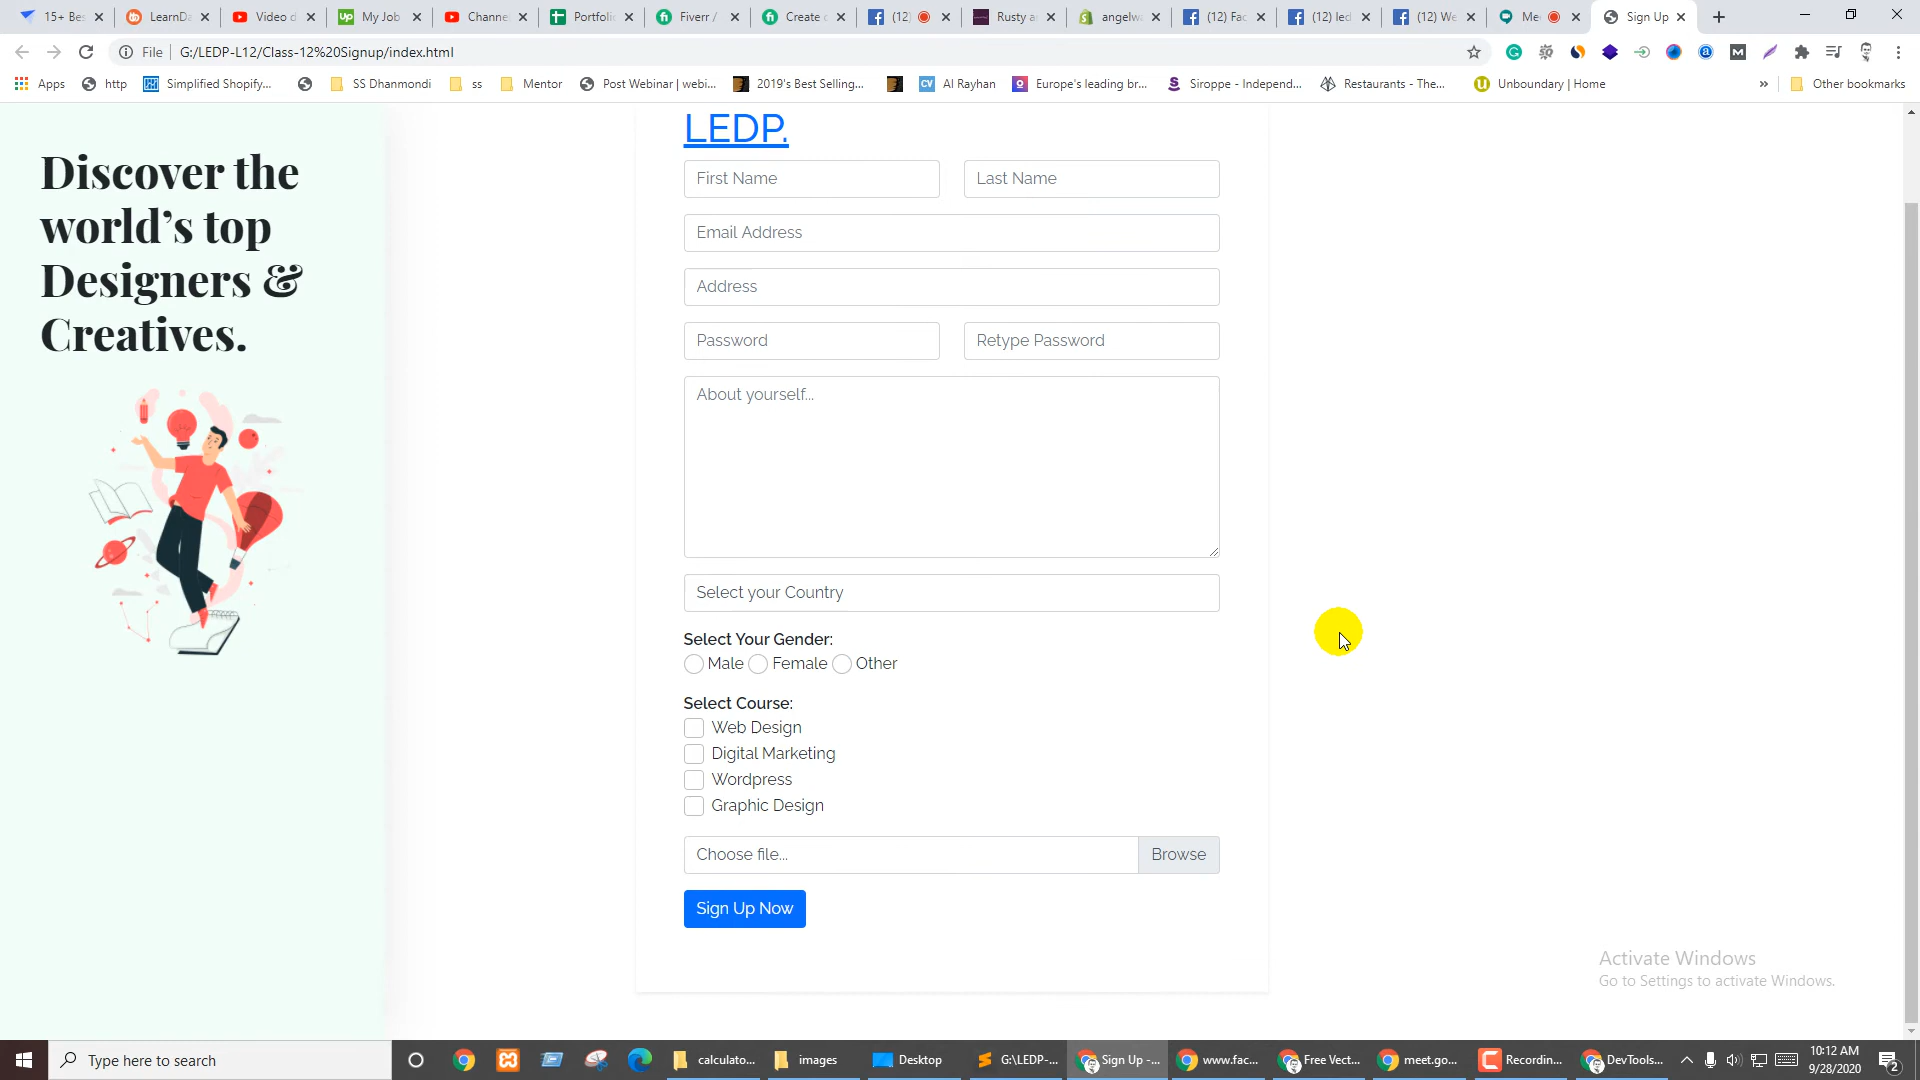 15+ Be
LearnDa
Video d
My Job
Channe
Portfolio
Fiverr /
Create
(12)
Rusty a
angelw
(12) Fac
(12) led
(12) We
Me
Sign Up
File
G:/LEDP-L12/Class-12%20Signup/index.html
Apps
http
Simplified Shopify...
SS Dhanmondi
ss
Mentor
Post Webinar | webi...
2019's Best Selling...
CV
Al Rayhan
Europe's leading br...
Siroppe - Independ...
Restaurants - The...
Unboundary | Home
»
Other bookmarks
Discover the
world’s top
Designers &
Creatives.
LEDP.
First Name
Last Name
Email Address
Address
Password
Retype Password
About yourself...
Select your Country
Select Your Gender:
Male
Female
Other
Select Course:
Web Design
Digital Marketing
Wordpress
Graphic Design
Choose file...
Browse
Sign Up Now
Activate Windows
Go to Settings to activate Windows.
Type here to search
calculato...
images
Desktop
G:\LEDP-...
Sign Up -...
www.fac...
Free Vect...
meet.go...
Recordin...
DevTools...
10:12 AM
9/28/2020
2